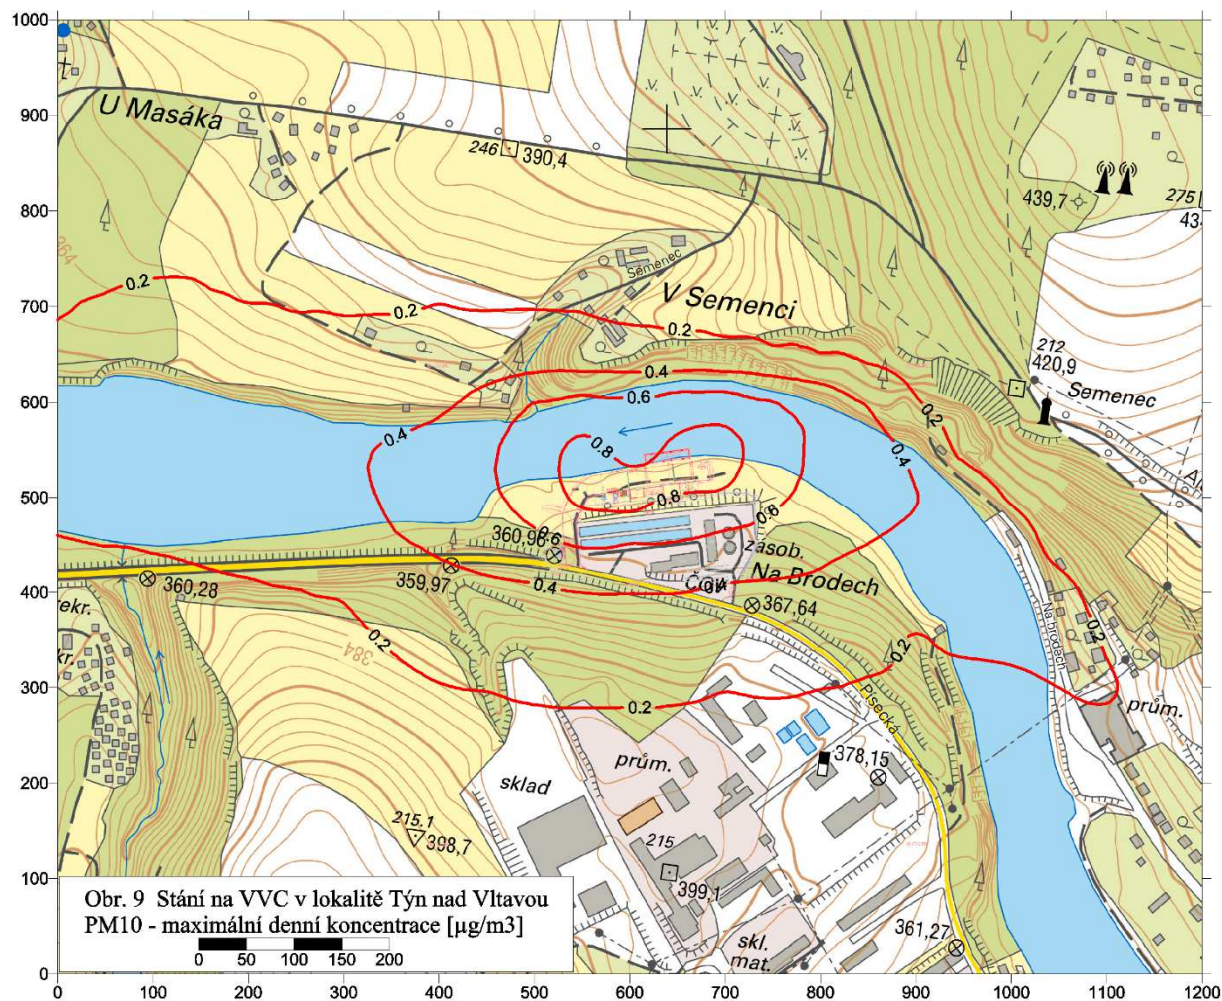 1000
900
800
700
600
500
400
300
200
100
0
U Masáka
246
390,4
439,7
275
364
0.2
0.2
Semenec
V Semenci
0.2
212
420,9
Semenec
0.4
0.6
0.2
0.4
0.8
0.4
0.8
0.6
0.6
360,96
zásob.
Na Brodech
359,97
0.4
367,64
360,28
rekr.
kr.
384
0.2
0.2
Na brodech
0.2
0.2
Písecká
prům.
prům.
378,15
sklad
215.1
398,7
215
399,1
361,27
skl.
mat.
Obr. 9 Stání na VVC v lokalitě Týn nad Vltavou
PM10 - maximální denní koncentrace [µg/m3]
0 50 100 150 200
0 100 200 300 400 500 600 700 800 900 1000 1100 1200